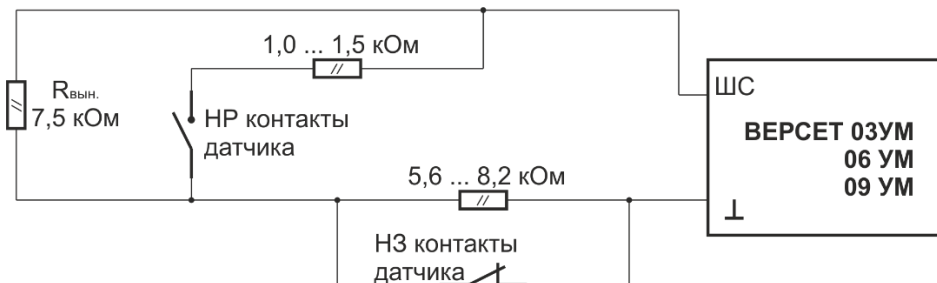 1,0 ... 1,5 кОм
Rвын.
7,5 кОм
НР контакты
датчика
5,6 ... 8,2 кОм
НЗ контакты
датчика
ШС
ВЕРСЕТ 03УМ
06 УМ
09 УМ